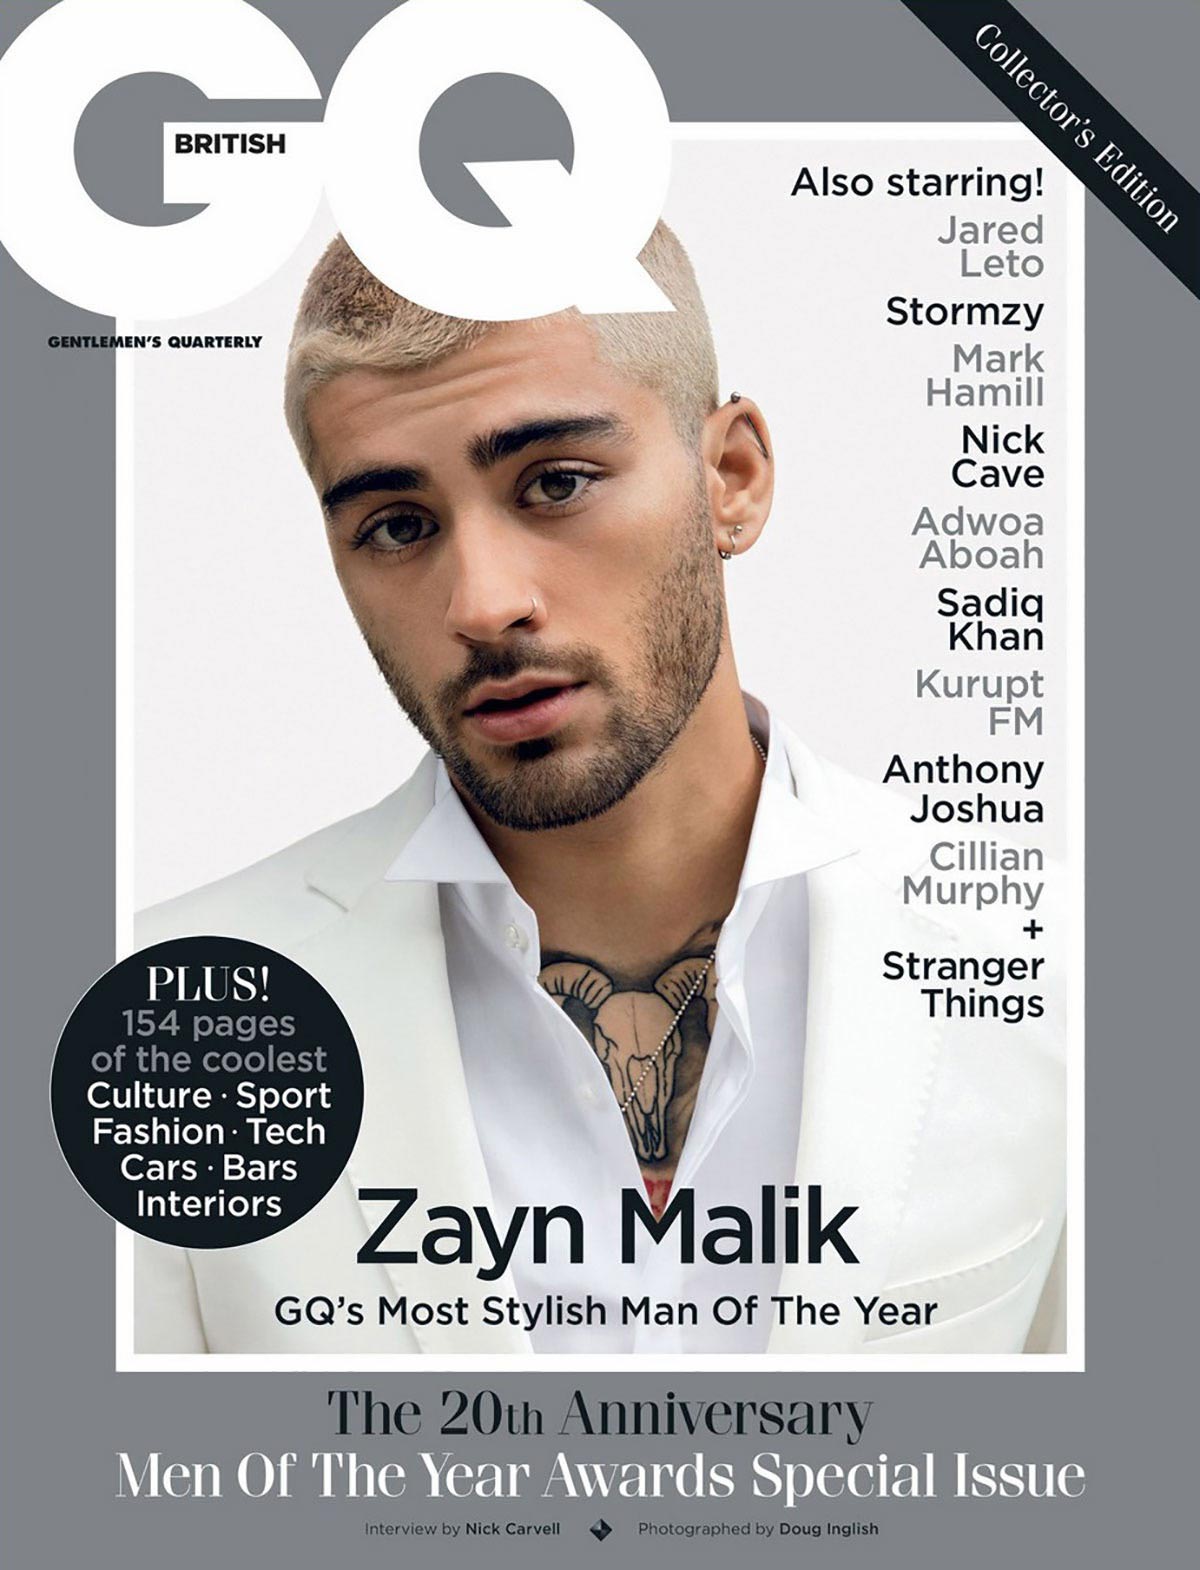 GQ
BRITISH
GENTLEMEN'S QUARTERLY
Collector's Edition
Also starring!
Jared
Leto
Stormzy
Mark
Hamill
Nick
Cave
Adwoa
Aboah
Sadiq
Khan
Kurupt
FM
Anthony
Joshua
Cillian
Murphy
+
Stranger
Things
PLUS!
154 pages
of the coolest
Culture · Sport
Fashion · Tech
Cars · Bars
Interiors
Zayn Malik
GQ's Most Stylish Man Of The Year
The 20th Anniversary
Men Of The Year Awards Special Issue
Interview by Nick Carvell
Photographed by Doug Inglish